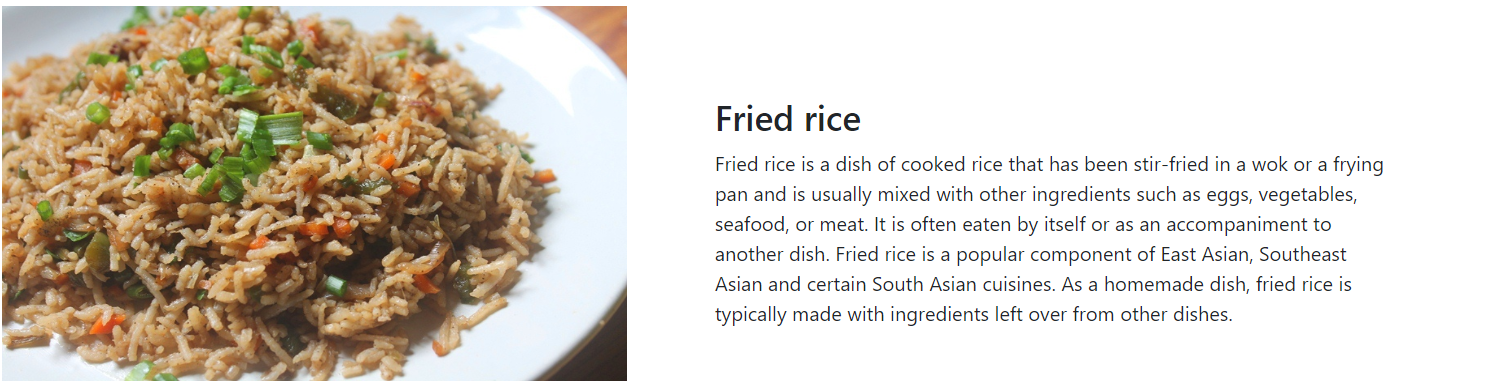 Fried rice
Fried rice is a dish of cooked rice that has been stir-fried in a wok or a frying
pan and is usually mixed with other ingredients such as eggs, vegetables,
seafood, or meat. It is often eaten by itself or as an accompaniment to
another dish. Fried rice is a popular component of East Asian, Southeast
Asian and certain South Asian cuisines. As a homemade dish, fried rice is
typically made with ingredients left over from other dishes.